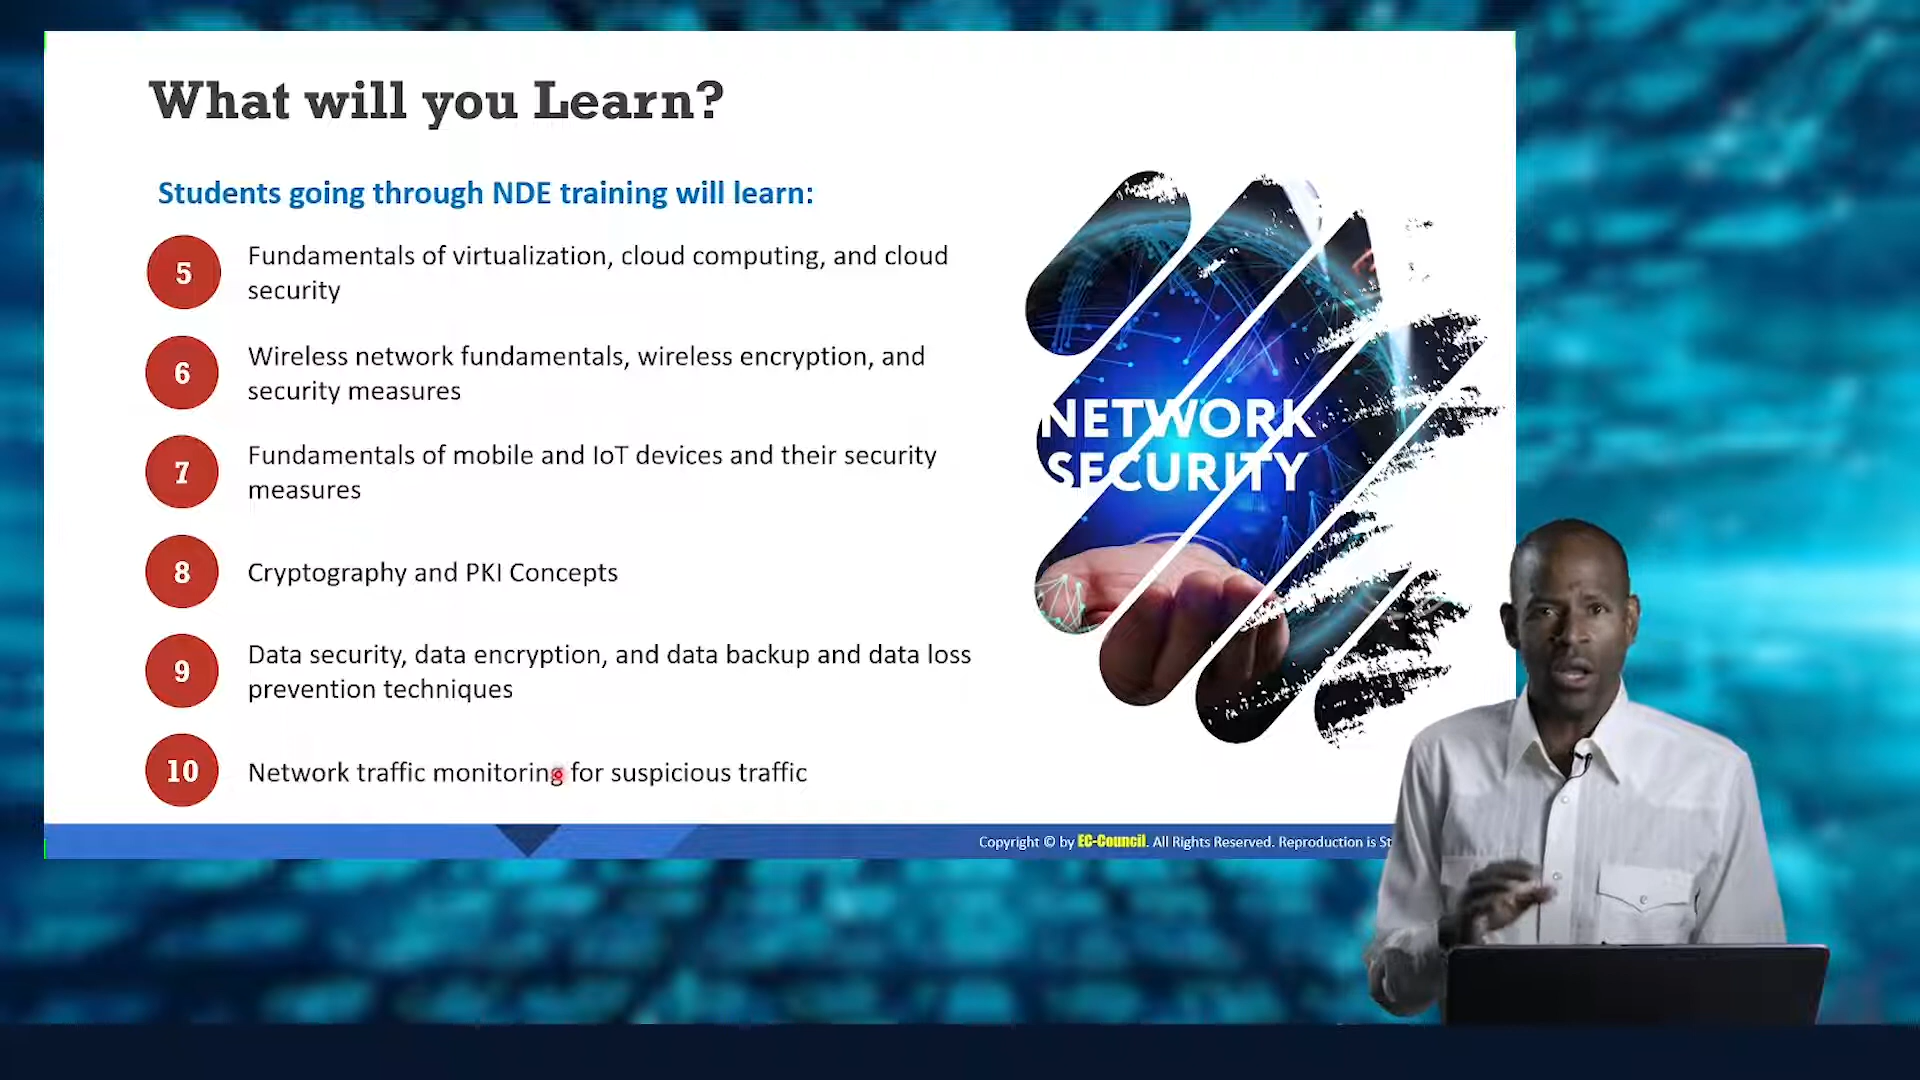 What will you Learn?
Students going through NDE training will learn:
5
Fundamentals of virtualization, cloud computing, and cloud
security
6
Wireless network fundamentals, wireless encryption, and
security measures
7
Fundamentals of mobile and IoT devices and their security
measures
8
Cryptography and PKI Concepts
9
Data security, data encryption, and data backup and data loss
prevention techniques
10
Network traffic monitoring for suspicious traffic
NETWORK
SECURITY
Copyright © by EC-Council. All Rights Reserved. Reproduction is